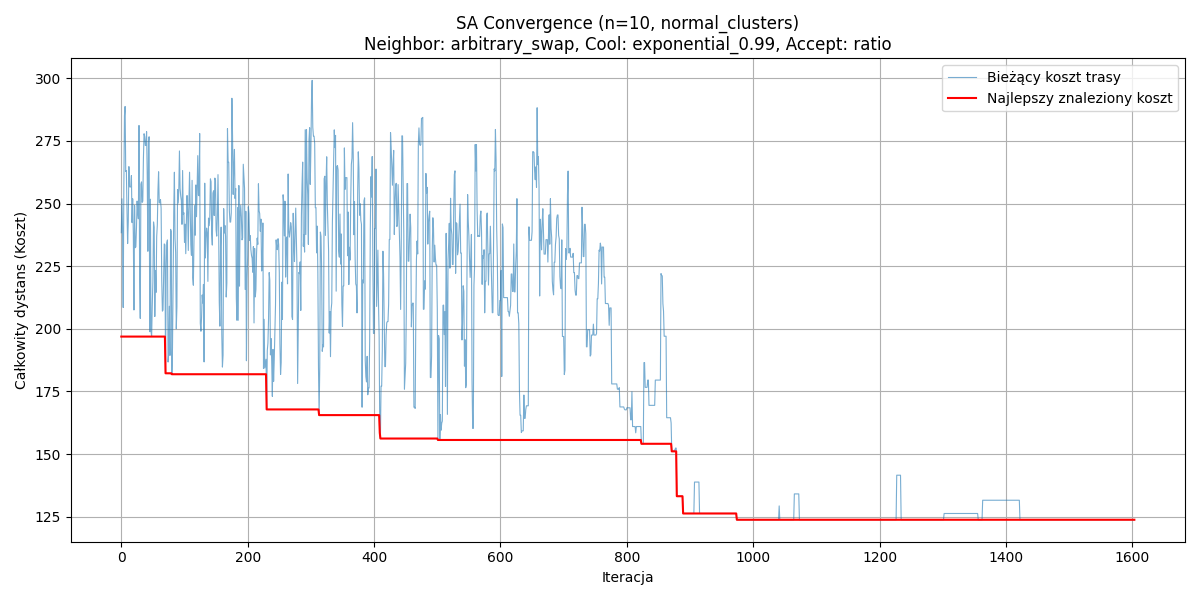 SA Convergence (n=10, normal_clusters)
Neighbor: arbitrary_swap, Cool: exponential_0.99, Accept: ratio
Bieżący koszt trasy
Najlepszy znaleziony koszt
Całkowity dystans (Koszt)
300
275
250
225
200
175
150
125
0 200 400 600 800 1000 1200 1400 1600
Iteracja